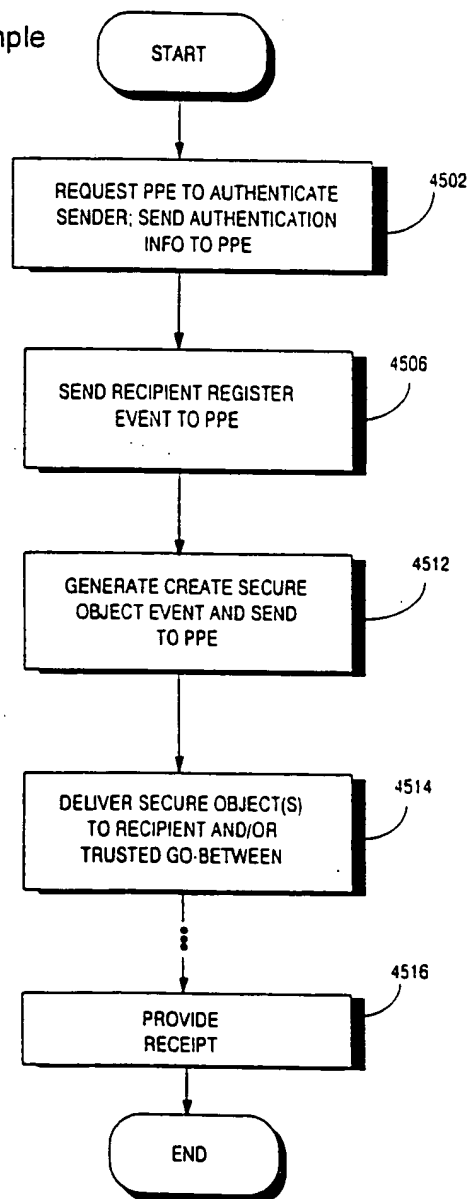 START
REQUEST PPE TO AUTHENTICATE
SENDER; SEND AUTHENTICATION
INFO TO PPE
4502
SEND RECIPIENT REGISTER
EVENT TO PPE
4506
GENERATE CREATE SECURE
OBJECT EVENT AND SEND
TO PPE
4512
DELIVER SECURE OBJECT(S)
TO RECIPIENT AND/OR
TRUSTED GO-BETWEEN
4514
PROVIDE
RECEIPT
4516
END